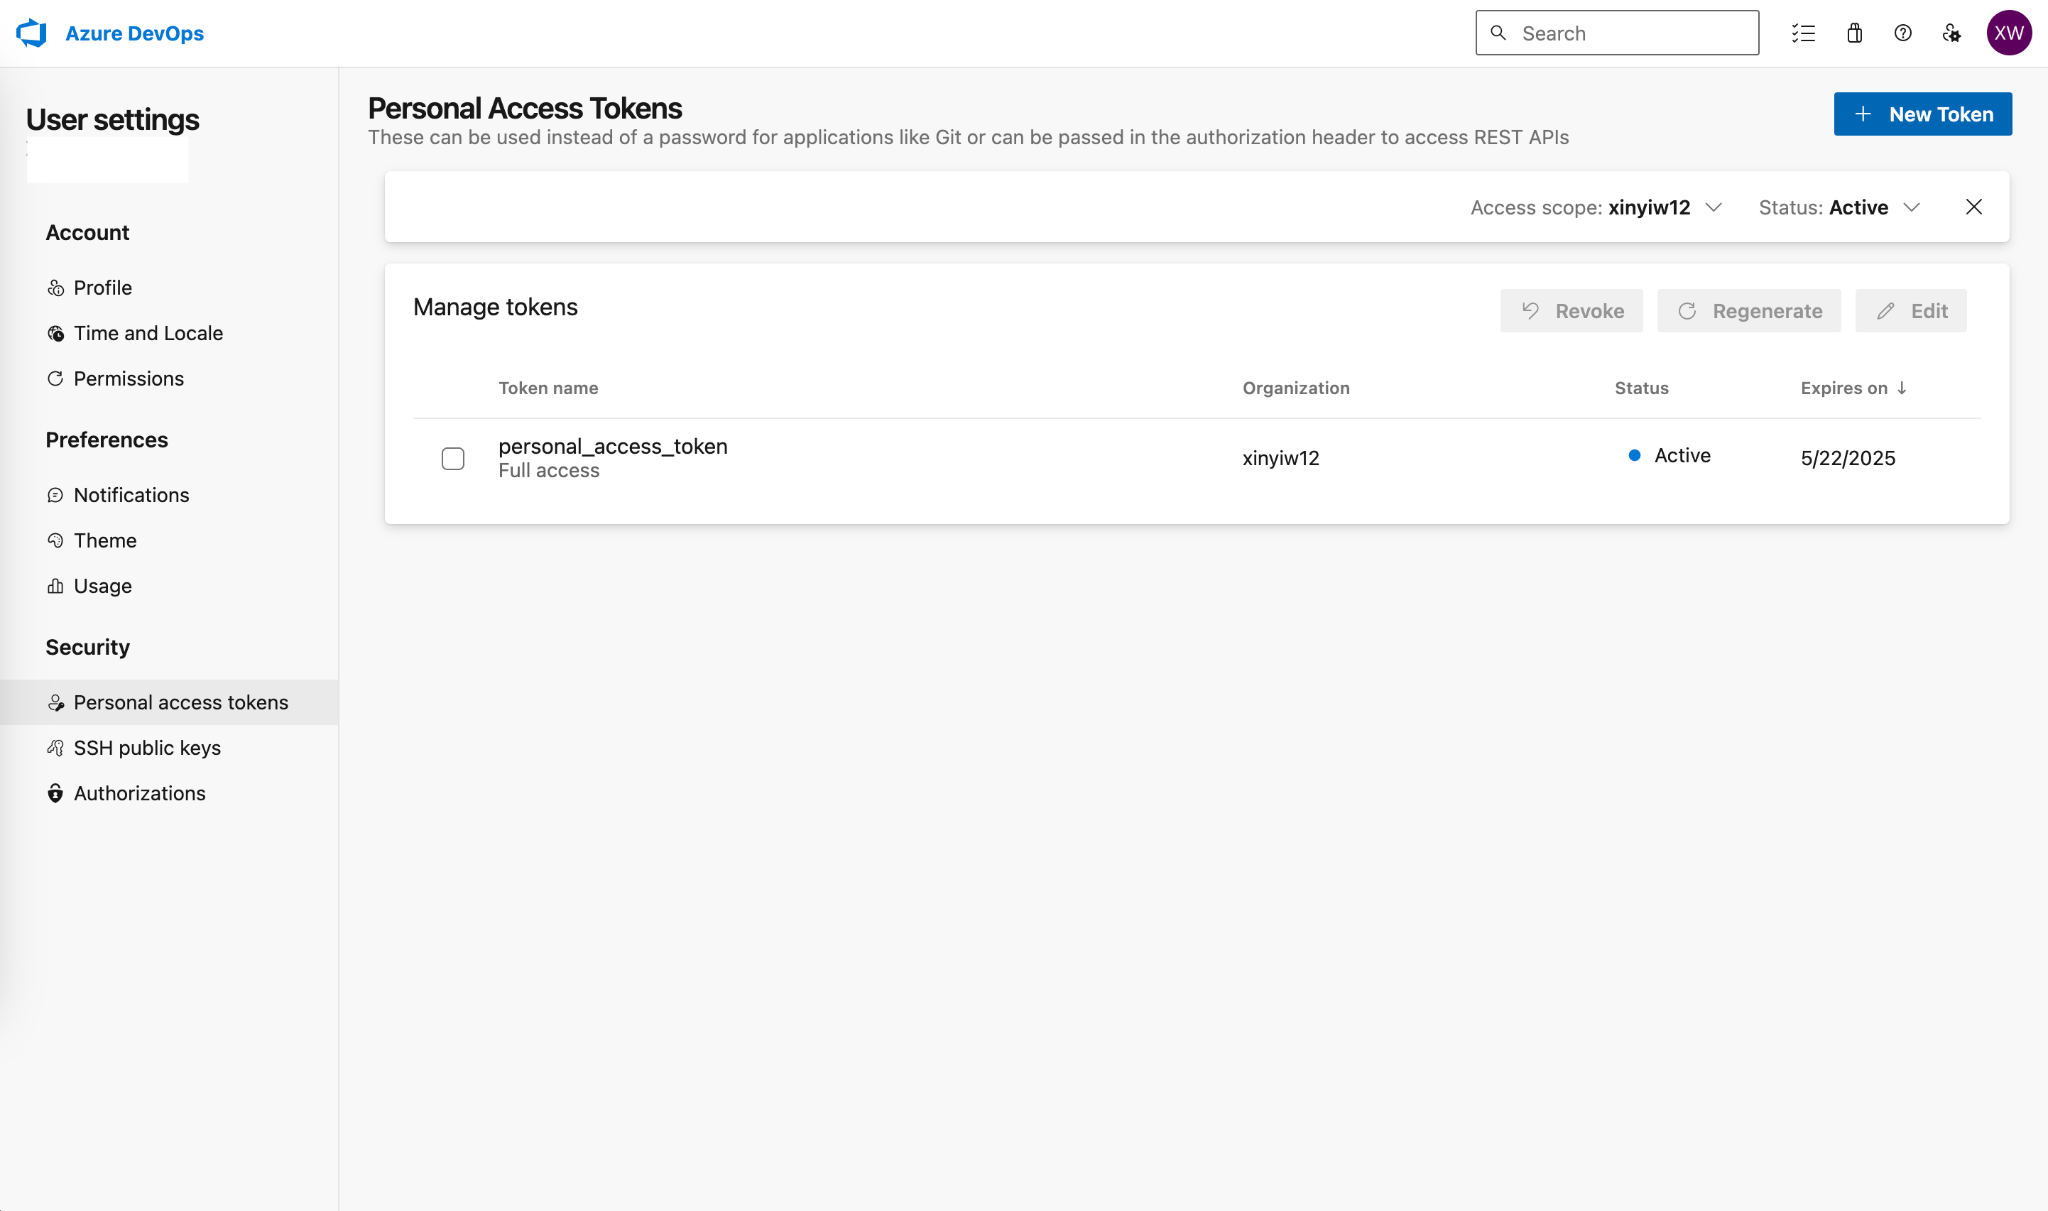 Azure DevOps
Search
XW
User settings
Account
Profile
Time and Locale
Permissions
Preferences
Notifications
Theme
Usage
Security
Personal access tokens
SSH public keys
Authorizations
Personal Access Tokens
These can be used instead of a password for applications like Git or can be passed in the authorization header to access REST APIs
New Token
Access scope: xinyiw12 Status: Active
Manage tokens
Revoke Regenerate Edit
Token name Organization Status Expires on ↓
personal_access_token xinyiw12 Active 5/22/2025
Full access